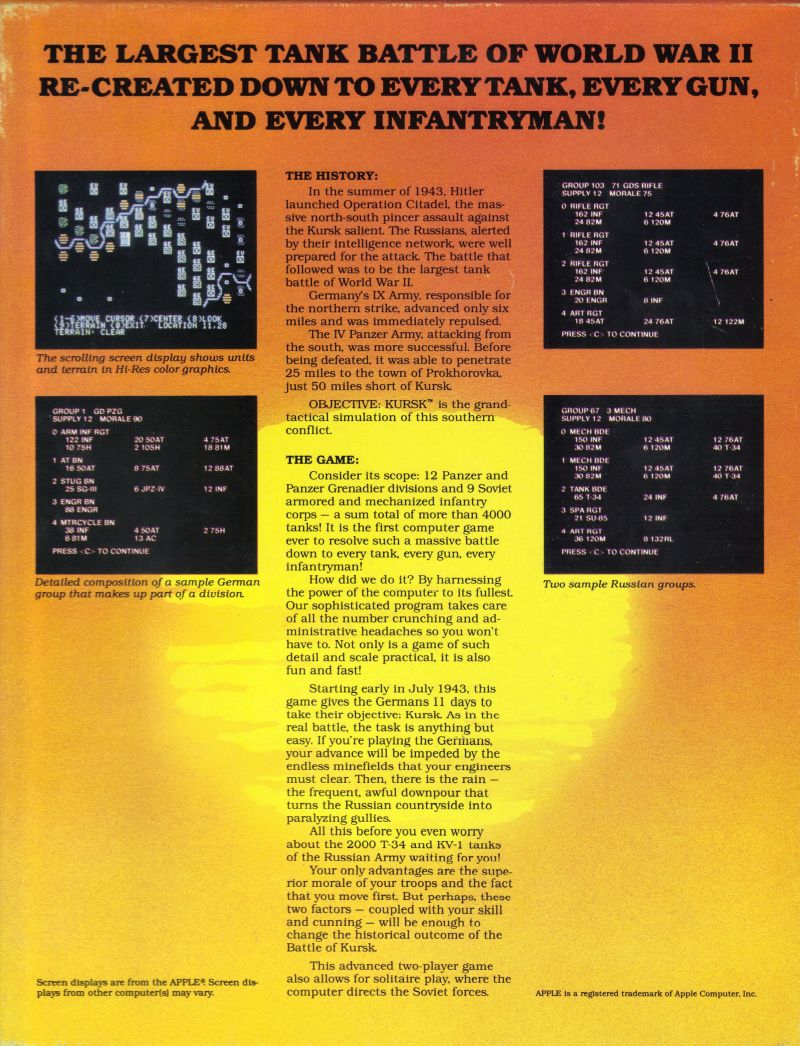 THE LARGEST TANK BATTLE OF WORLD WAR II
RE-CREATED DOWN TO EVERY TANK, EVERY GUN,
AND EVERY INFANTRYMAN!
(1-6)MOVE CURSOR (7)CENTER (8)LOOK
(9)TERRAIN (0)EXIT LOCATION 11,28
TERRAIN: CLEAR
The scrolling screen display shows units
and terrain in Hi-Res color graphics.
GROUP 1 GD PZG
SUPPLY 12 MORALE 90
0 ARM INF RGT
122 INF 20 50AT 4 75AT
10 75H 2 105H 18 81M
1 AT BN
16 50AT 8 75AT 12 88AT
2 STUG BN
25 SG-III 6 JPZ-IV 12 INF
3 ENGR BN
88 ENGR
4 MTRCYCLE BN
38 INF 4 50AT 2 75H
6 81M 13 AC
PRESS <C> TO CONTINUE
Detailed composition of a sample German
group that makes up part of a division.
THE HISTORY:
In the summer of 1943, Hitler
launched Operation Citadel, the mas-
sive north-south pincer assault against
the Kursk salient. The Russians, alerted
by their intelligence network, were well
prepared for the attack. The battle that
followed was to be the largest tank
battle of World War II.
Germany's IX Army, responsible for
the northern strike, advanced only six
miles and was immediately repulsed.
The IV Panzer Army, attacking from
the south, was more successful. Before
being defeated, it was able to penetrate
25 miles to the town of Prokhorovka,
just 50 miles short of Kursk.
OBJECTIVE: KURSK™ is the grand-
tactical simulation of this southern
conflict.
THE GAME:
Consider its scope: 12 Panzer and
Panzer Grenadier divisions and 9 Soviet
armored and mechanized infantry
corps — a sum total of more than 4000
tanks! It is the first computer game
ever to resolve such a massive battle
down to every tank, every gun, every
infantryman!
How did we do it? By harnessing
the power of the computer to its fullest.
Our sophisticated program takes care
of all the number crunching and ad-
ministrative headaches so you won't
have to. Not only is a game of such
detail and scale practical, it is also
fun and fast!
Starting early in July 1943, this
game gives the Germans 11 days to
take their objective: Kursk. As in the
real battle, the task is anything but
easy. If you're playing the Germans,
your advance will be impeded by the
endless minefields that your engineers
must clear. Then, there is the rain —
the frequent, awful downpour that
turns the Russian countryside into
paralyzing gullies.
All this before you even worry
about the 2000 T-34 and KV-1 tanks
of the Russian Army waiting for you!
Your only advantages are the supe-
rior morale of your troops and the fact
that you move first. But perhaps, these
two factors — coupled with your skill
and cunning — will be enough to
change the historical outcome of the
Battle of Kursk.
This advanced two-player game
also allows for solitaire play, where the
computer directs the Soviet forces.
GROUP 103 71 GDS RIFLE
SUPPLY 12 MORALE 75
0 RIFLE RGT
162 INF 12 45AT 4 76AT
24 82M 6 120M
1 RIFLE RGT
162 INF 12 45AT 4 76AT
24 82M 6 120M
2 RIFLE RGT
162 INF 12 45AT 4 76AT
24 82M 6 120M
3 ENGR BN
20 ENGR 8 INF
4 ART RGT
18 45AT 24 76AT 12 122M
PRESS <C> TO CONTINUE
GROUP 67 3 MECH
SUPPLY 12 MORALE 80
0 MECH BDE
150 INF 12 45AT 12 76AT
30 82M 6 120M 40 T-34
1 MECH BDE
150 INF 12 45AT 12 76AT
30 82M 6 120M 40 T-34
2 TANK BDE
65 T-34 24 INF 4 76AT
3 SPA RGT
21 SU-85 12 INF
4 ART RGT
36 120M 8 132RL
PRESS <C> TO CONTINUE
Two sample Russian groups.
Screen displays are from the APPLE®. Screen dis-
plays from other computer(s) may vary.
APPLE is a registered trademark of Apple Computer, Inc.